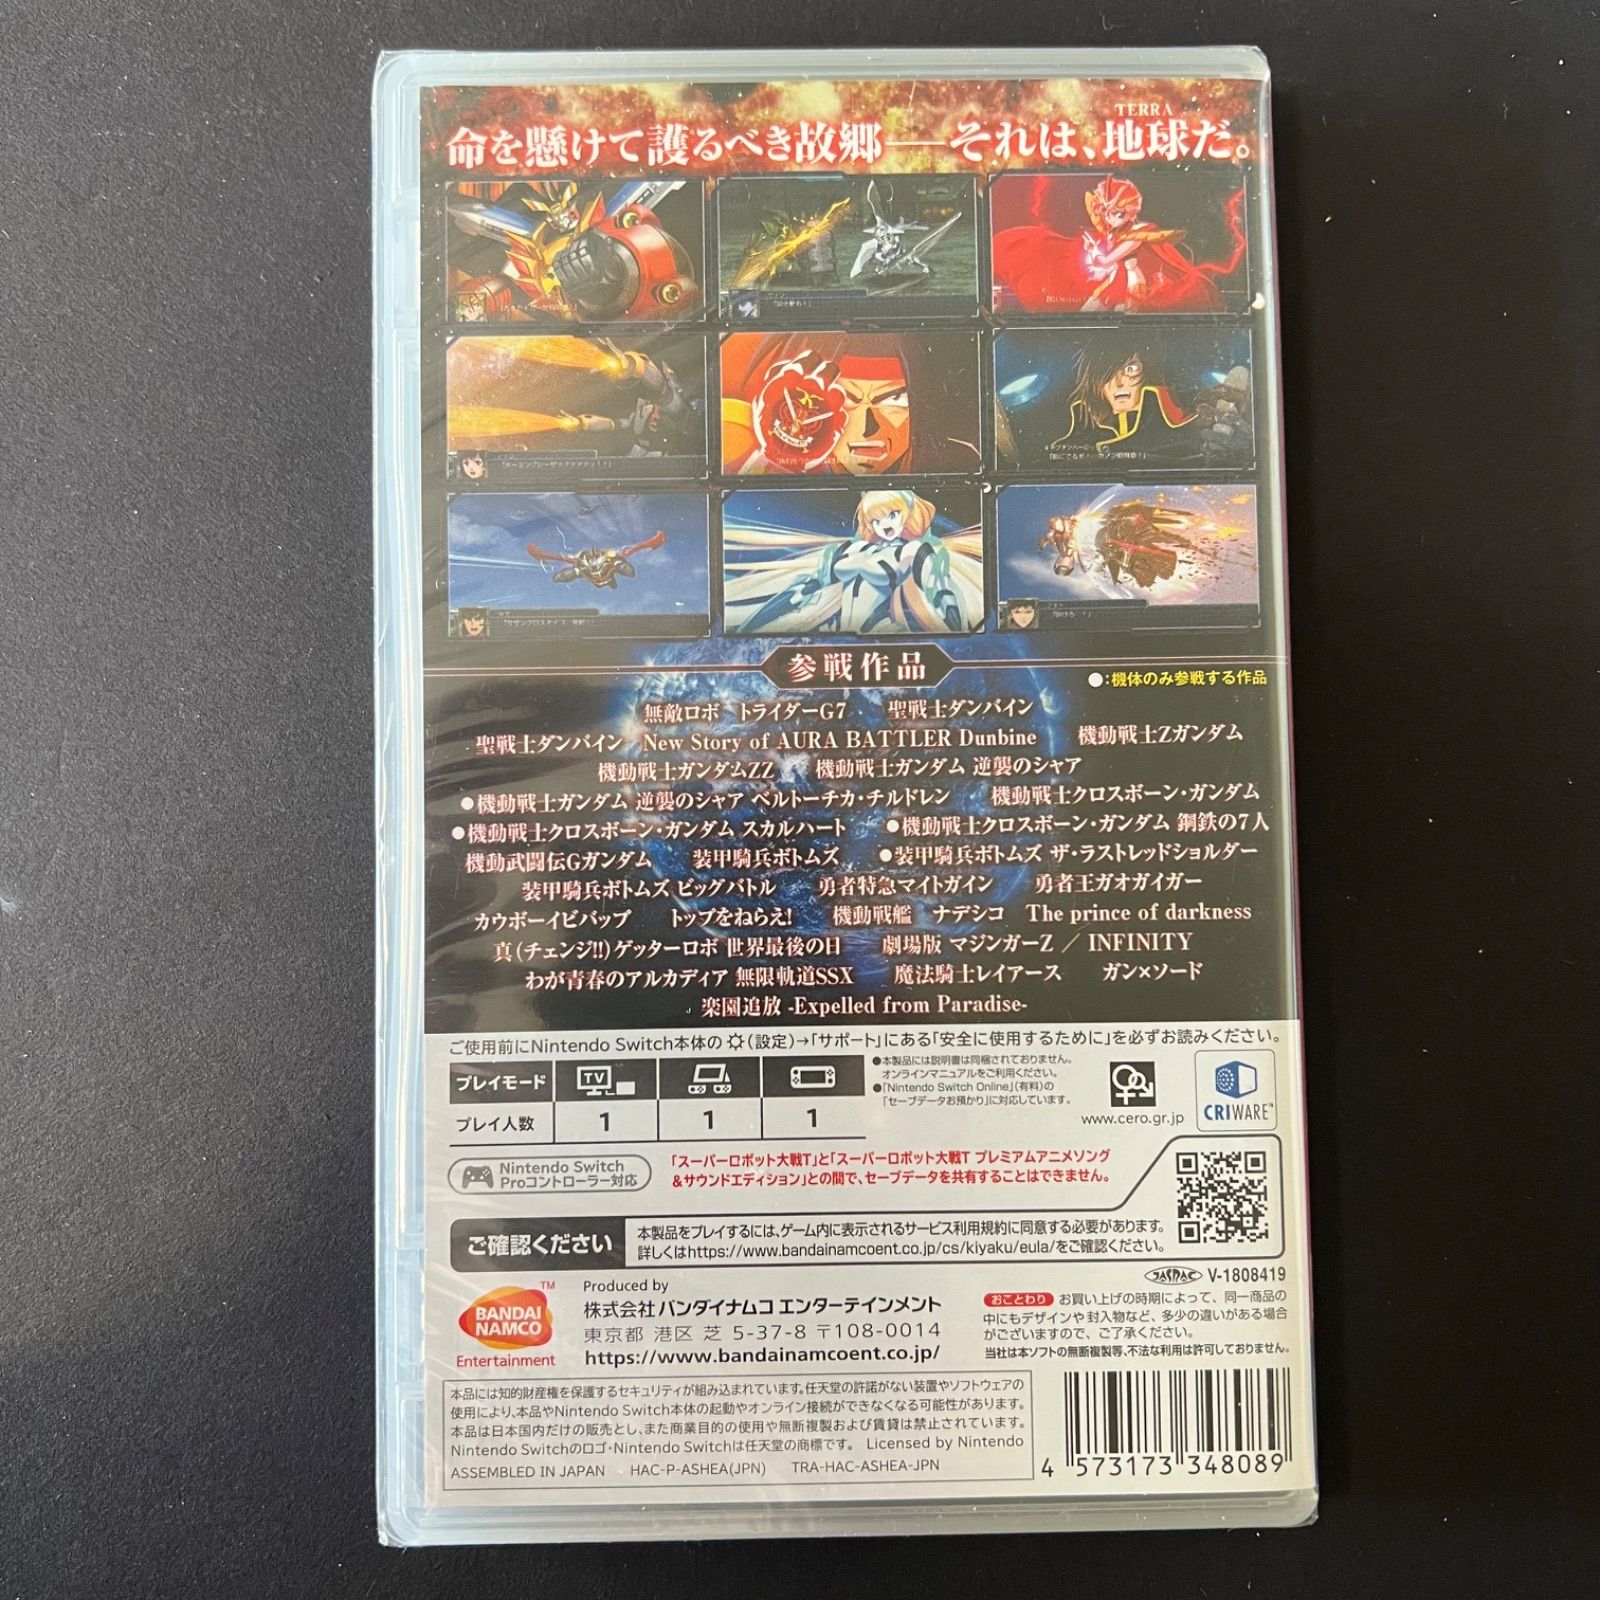 TERRA
命を懸けて護るべき故郷――それは、地球だ。
参戦作品
●:機体のみ参戦する作品
無敵ロボ トライダーG7 聖戦士ダンバイン
聖戦士ダンバイン New Story of AURA BATTLER Dunbine 機動戦士Zガンダム
機動戦士ガンダムZZ 機動戦士ガンダム 逆襲のシャア
●機動戦士ガンダム 逆襲のシャア ベルトーチカ・チルドレン 機動戦士クロスボーン・ガンダム
●機動戦士クロスボーン・ガンダム スカルハート ●機動戦士クロスボーン・ガンダム 鋼鉄の7人
機動武闘伝Gガンダム 装甲騎兵ボトムズ ●装甲騎兵ボトムズ ザ・ラストレッドショルダー
装甲騎兵ボトムズ ビッグバトル 勇者特急マイトガイン 勇者王ガオガイガー
カウボーイビバップ トップをねらえ! 機動戦艦 ナデシコ The prince of darkness
真(チェンジ!!)ゲッターロボ 世界最後の日 劇場版 マジンガーZ / INFINITY
わが青春のアルカディア 無限軌道SSX 魔法騎士レイアース ガン×ソード
楽園追放 -Expelled from Paradise-
ご使用前にNintendo Switch本体の(設定)→「サポート」にある「安全に使用するために」を必ずお読みください。
プレイモード TV
プレイ人数 1 1 1
●本製品には説明書は同梱されておりません。
オンラインマニュアルをご利用ください。
●「Nintendo Switch Online」(有料)の
「セーブデータお預かり」に対応しています。
www.cero.gr.jp
CRIWARE™
Nintendo Switch
Proコントローラー対応
「スーパーロボット大戦T」と「スーパーロボット大戦T プレミアムアニメソング
&サウンドエディション」との間で、セーブデータを共有することはできません。
ご確認ください
本製品をプレイするには、ゲーム内に表示されるサービス利用規約に同意する必要があります。
詳しくはhttps://www.bandainamcoent.co.jp/cs/kiyaku/eula/をご確認ください。
JASRAC V-1808419
BANDAI
NAMCO
Entertainment
TM
Produced by
株式会社バンダイナムコ エンターテインメント
東京都 港区 芝 5-37-8 〒108-0014
https://www.bandainamcoent.co.jp/
おことわり お買い上げの時期によって、同一商品の
中にもデザインや封入物など、多少の違いがある場合
がございますので、ご了承ください。
当社は本ソフトの無断複製等、不法な利用は許可しておりません。
本品には知的財産権を保護するセキュリティが組み込まれています。任天堂の許諾がない装置やソフトウェアの
使用により、本品やNintendo Switch本体の起動やオンライン接続ができなくなる可能性があります。
本品は日本国内だけの販売とし、また商業目的の使用や無断複製および賃貸は禁止されています。
Nintendo Switchのロゴ・Nintendo Switchは任天堂の商標です。 Licensed by Nintendo
ASSEMBLED IN JAPAN HAC-P-ASHEA(JPN) TRA-HAC-ASHEA-JPN
4 573173 348089